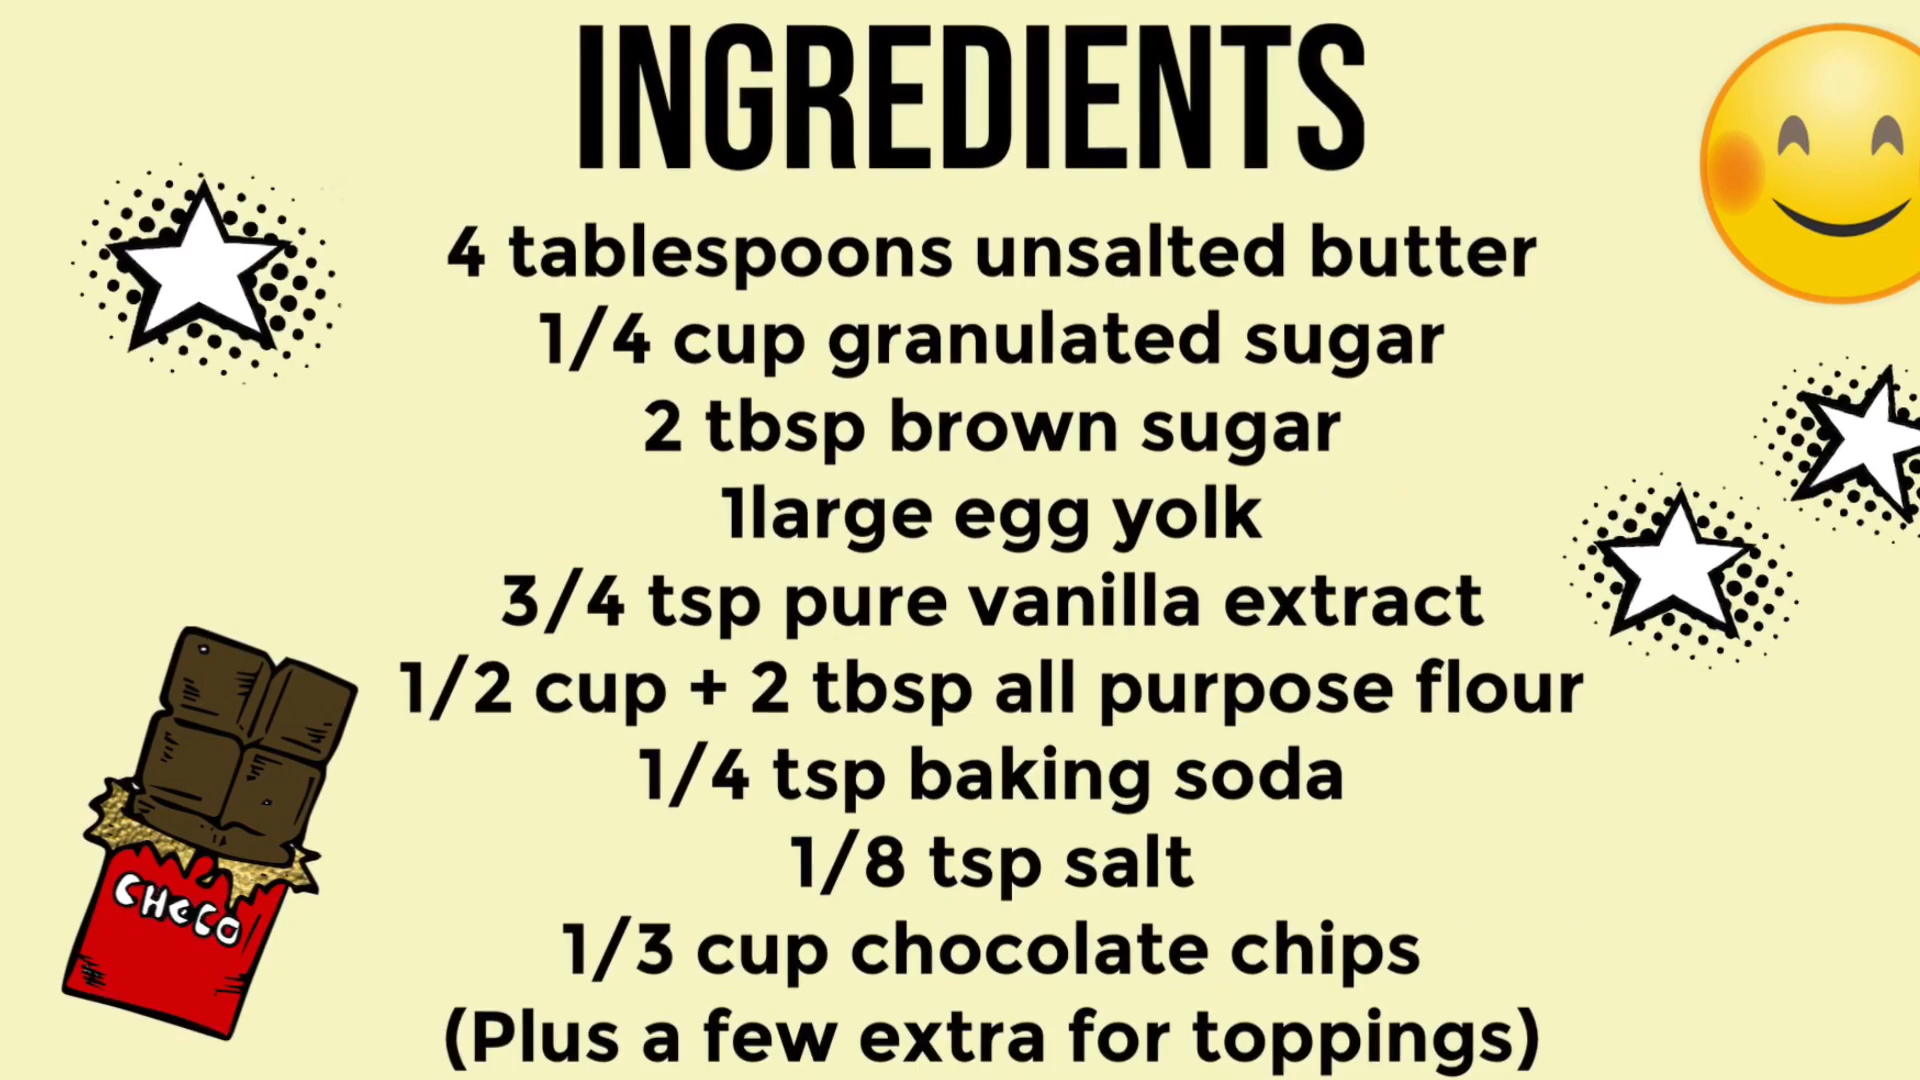 INGREDIENTS
4 tablespoons unsalted butter
1/4 cup granulated sugar
2 tbsp brown sugar
1large egg yolk
3/4 tsp pure vanilla extract
1/2 cup + 2 tbsp all purpose flour
1/4 tsp baking soda
1/8 tsp salt
1/3 cup chocolate chips
(Plus a few extra for toppings)
CHOCO